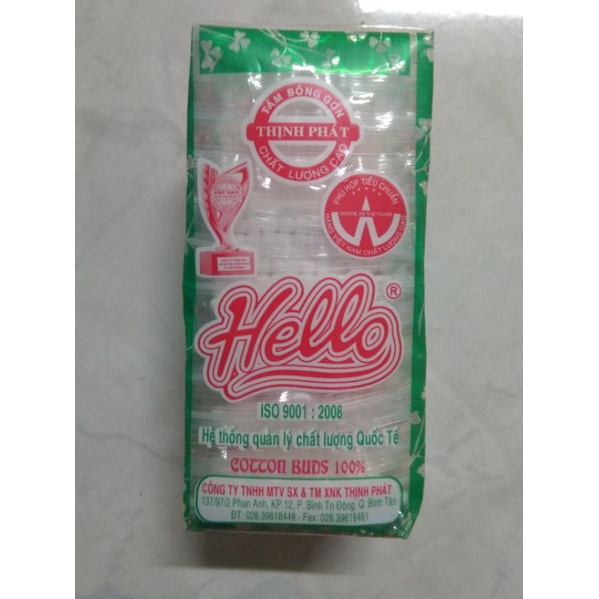 TĂM BÔNG GÒN
THỊNH PHÁT
CHẤT LƯỢNG CAO
PHÙ HỢP TIÊU CHUẨN
MADE IN VIETNAM
HÀNG VIỆT NAM CHẤT LƯỢNG CAO
Hello®
ISO 9001 : 2008
Hệ thống quản lý chất lượng Quốc Tế
COTTON BUDS 100%
CÔNG TY TNHH MTV SX & TM XNK THỊNH PHÁT
137/97/2 Phan Anh, KP.12, P. Bình Trị Đông, Q. Bình Tân
ĐT: 028.39618448 - Fax: 028.39618461